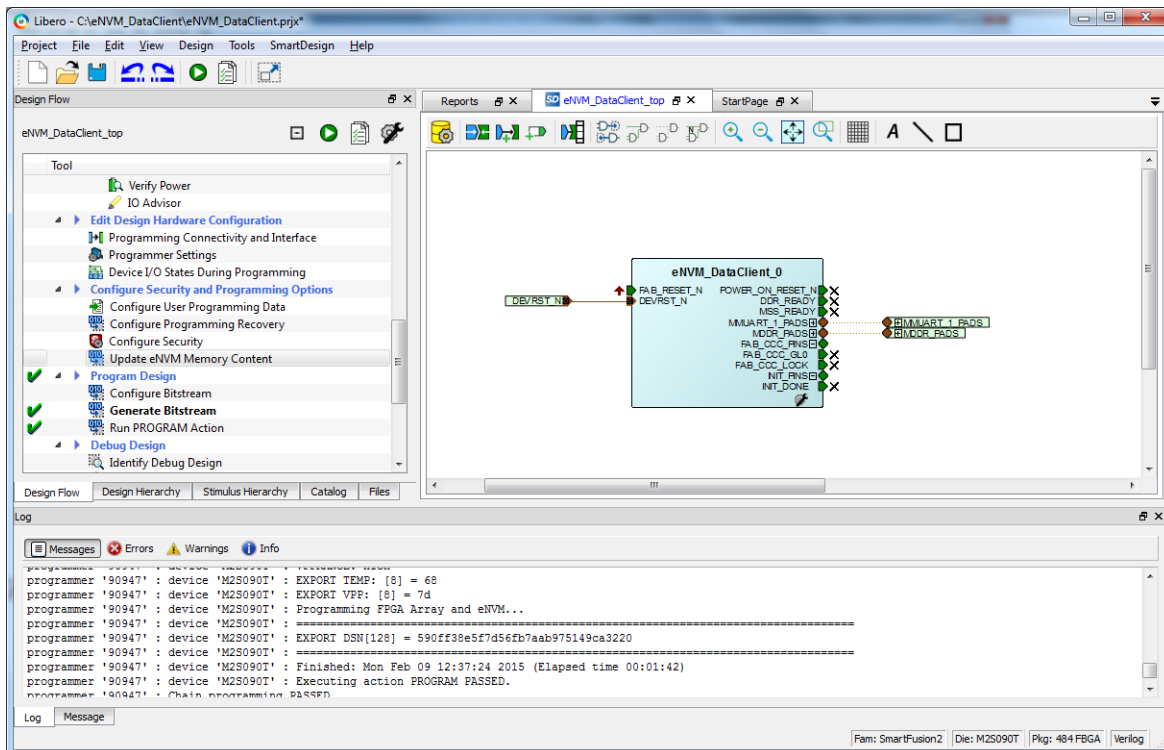 Libero - C:\eNVM_DataClient\eNVM_DataClient.prjx*
Project File Edit View Design Tools SmartDesign Help
Design Flow
eNVM_DataClient_top
Tool
Verify Power
IO Advisor
Edit Design Hardware Configuration
Programming Connectivity and Interface
Programmer Settings
Device I/O States During Programming
Configure Security and Programming Options
Configure User Programming Data
Configure Programming Recovery
Configure Security
Update eNVM Memory Content
Program Design
Configure Bitstream
Generate Bitstream
Run PROGRAM Action
Debug Design
Identify Debug Design
Design Flow Design Hierarchy Stimulus Hierarchy Catalog Files
Reports eNVM_DataClient_top StartPage
A
eNVM_DataClient_0
FAB_RESET_N POWER_ON_RESET_N
DEVRST_N DEVRST_N DDR_READY
MSS_READY
MMUART_1_PADS MMUART_1_PADS
MDDR_PADS MDDR_PADS
FAB_CCC_PINS
FAB_CCC_GL0
FAB_CCC_LOCK
INIT_PINS
INIT_DONE
Log
Messages Errors Warnings Info
programmer '90947' : device 'M2S090T' : EXPORT TEMP: [8] = 68
programmer '90947' : device 'M2S090T' : EXPORT VPP: [8] = 7d
programmer '90947' : device 'M2S090T' : Programming FPGA Array and eNVM...
programmer '90947' : device 'M2S090T' : =====================================================================================
programmer '90947' : device 'M2S090T' : EXPORT DSN[128] = 590ff38e5f7d56fb7aab975149ca3220
programmer '90947' : device 'M2S090T' : =====================================================================================
programmer '90947' : device 'M2S090T' : Finished: Mon Feb 09 12:37:24 2015 (Elapsed time 00:01:42)
programmer '90947' : device 'M2S090T' : Executing action PROGRAM PASSED.
programmer '90947' : Chain programming PASSED.
Log Message
Fam: SmartFusion2 Die: M2S090T Pkg: 484 FBGA Verilog